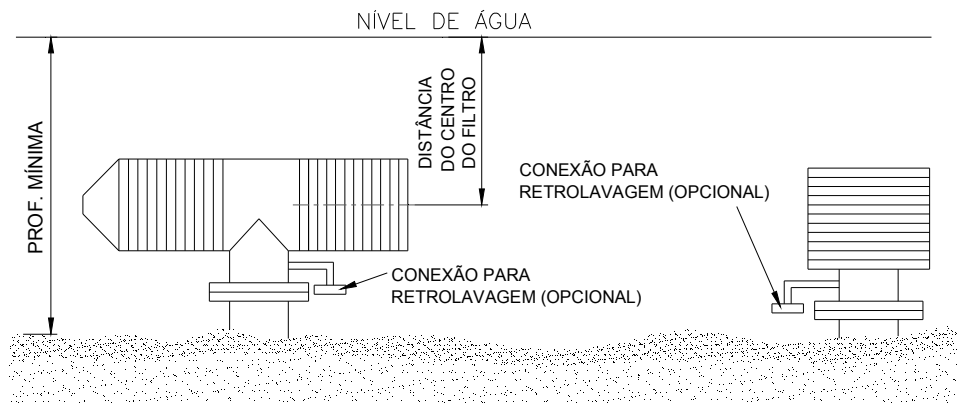 NÍVEL DE ÁGUA
PROF. MÍNIMA
DISTÂNCIA
DO CENTRO
DO FILTRO
CONEXÃO PARA
RETROLAVAGEM (OPCIONAL)
CONEXÃO PARA
RETROLAVAGEM (OPCIONAL)